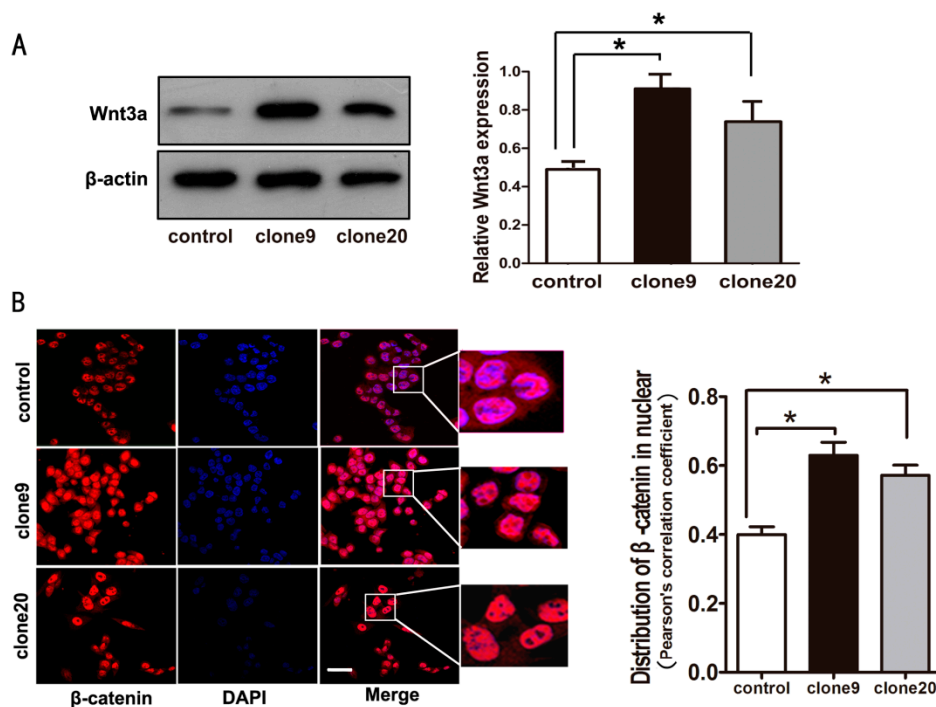 A
Wnt3a
β-actin
control clone9 clone20
Relative Wnt3a expression
1.0
0.8
0.6
0.4
0.2
0.0
* *
control clone9 clone20
B
control
clone9
clone20
β-catenin DAPI Merge
Distribution of β -catenin in nuclear
(Pearson's correlation coefficient)
0.8
0.6
0.4
0.2
0.0
* *
control clone9 clone20